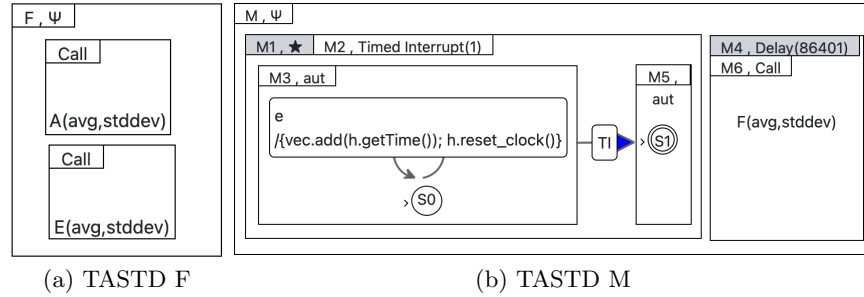 F , Ψ
Call
A(avg,stddev)
Call
E(avg,stddev)
(a) TASTD F
M , Ψ
M1 , ★
M2 , Timed Interrupt(1)
M3 , aut
e
/{vec.add(h.getTime()); h.reset_clock()}
S0
TI
M5 ,
aut
S1
M4 , Delay(86401)
M6 , Call
F(avg,stddev)
(b) TASTD M